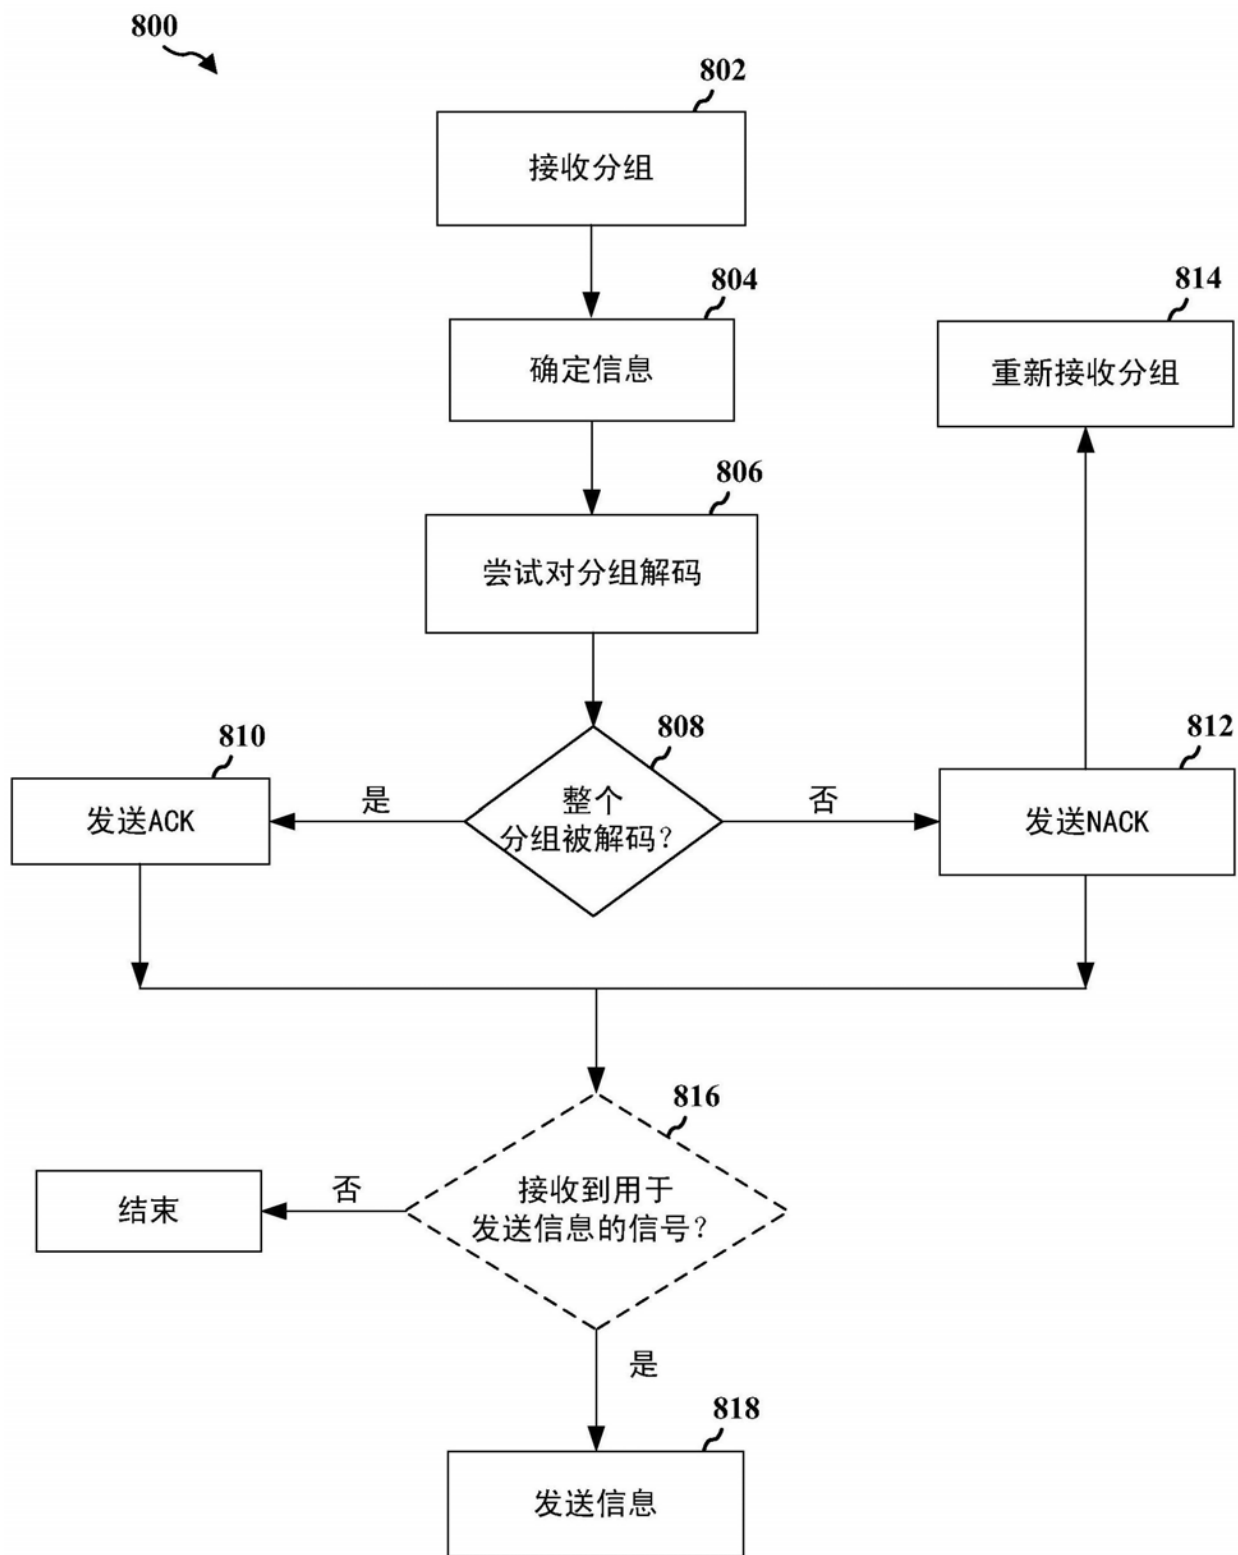 800
802
接收分组
804
确定信息
814
重新接收分组
806
尝试对分组解码
808
整个
分组被解码?
810
发送ACK
是
否
812
发送NACK
816
接收到用于
发送信息的信号?
否
结束
是
818
发送信息